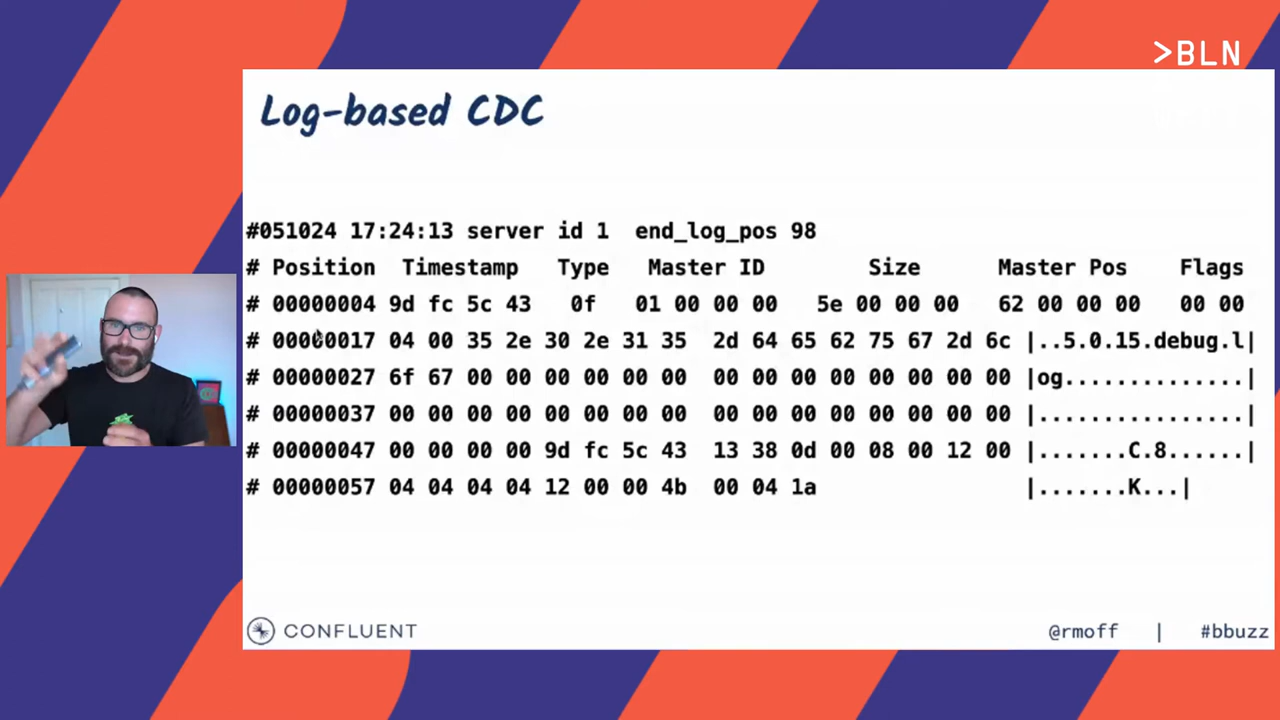 >BLN
Log-based CDC
#051024 17:24:13 server id 1 end_log_pos 98
# Position Timestamp Type Master ID Size Master Pos Flags
# 00000004 9d fc 5c 43 0f 01 00 00 00 5e 00 00 00 62 00 00 00 00 00
# 00000017 04 00 35 2e 30 2e 31 35 2d 64 65 62 75 67 2d 6c |..5.0.15.debug.l|
# 00000027 6f 67 00 00 00 00 00 00 00 00 00 00 00 00 00 00 |og..............|
# 00000037 00 00 00 00 00 00 00 00 00 00 00 00 00 00 00 00 |................|
# 00000047 00 00 00 00 9d fc 5c 43 13 38 0d 00 08 00 12 00 |.......C.8......|
# 00000057 04 04 04 04 12 00 00 4b 00 04 1a |.......K...|
CONFLUENT
@rmoff | #bbuzz